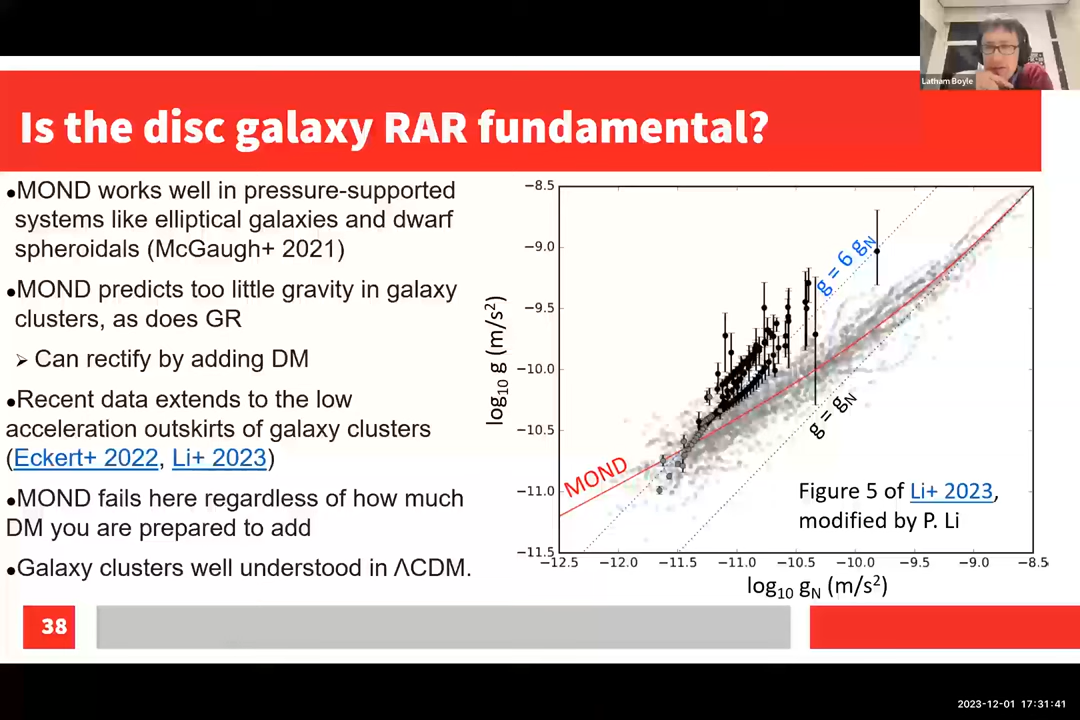 Latham Boyle
Is the disc galaxy RAR fundamental?
●MOND works well in pressure-supported
systems like elliptical galaxies and dwarf
spheroidals (McGaugh+ 2021)
●MOND predicts too little gravity in galaxy
clusters, as does GR
➢ Can rectify by adding DM
●Recent data extends to the low
acceleration outskirts of galaxy clusters
(Eckert+ 2022, Li+ 2023)
●MOND fails here regardless of how much
DM you are prepared to add
●Galaxy clusters well understood in ΛCDM.
log₁₀ g (m/s²)
−8.5
−9.0
−9.5
−10.0
−10.5
−11.0
−11.5
g = 6 g_N
g = g_N
MOND
Figure 5 of Li+ 2023,
modified by P. Li
−12.5 −12.0 −11.5 −11.0 −10.5 −10.0 −9.5 −9.0 −8.5
log₁₀ g_N (m/s²)
38
2023-12-01 17:31:41